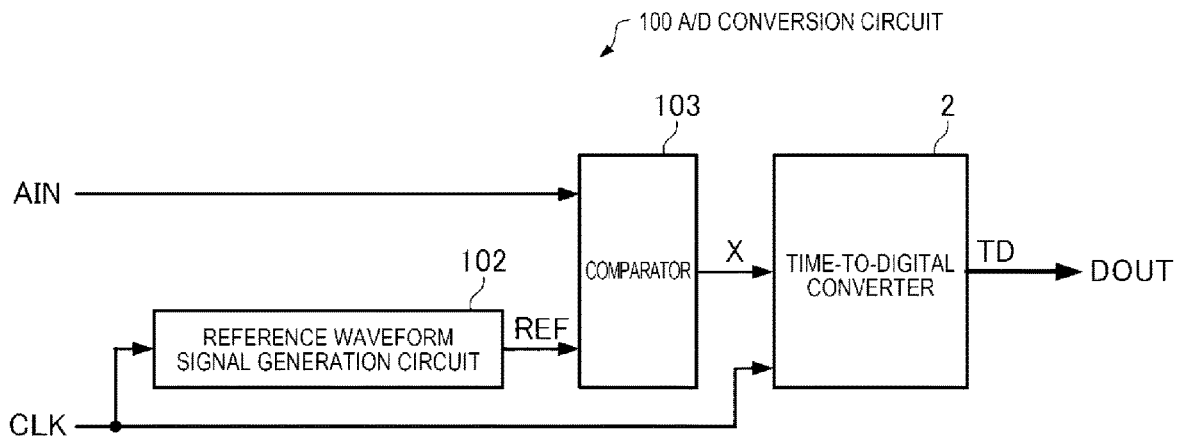 100 A/D CONVERSION CIRCUIT
103
2
AIN
COMPARATOR
X
TIME-TO-DIGITAL
CONVERTER
TD
DOUT
102
REFERENCE WAVEFORM
SIGNAL GENERATION CIRCUIT
REF
CLK